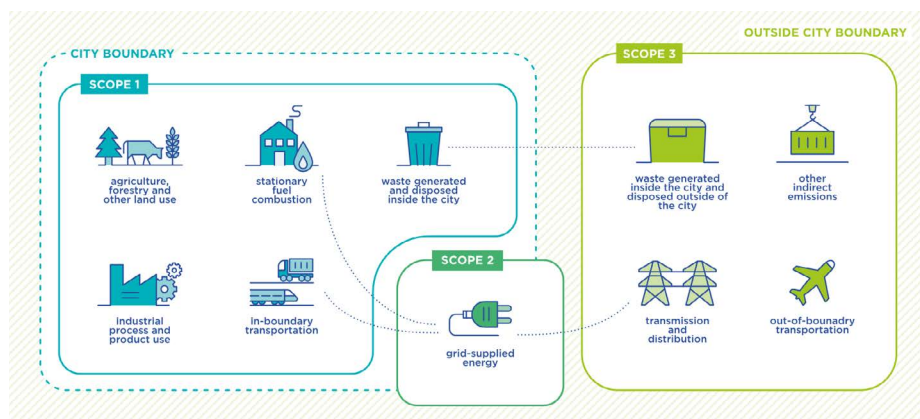 OUTSIDE CITY BOUNDARY
CITY BOUNDARY
SCOPE 1
agriculture,
forestry and
other land use
stationary
fuel
combustion
waste generated
and disposed
inside the city
industrial
process and
product use
in-boundary
transportation
SCOPE 2
grid-supplied
energy
SCOPE 3
waste generated
inside the city and
disposed outside of
the city
other
indirect
emissions
transmission
and
distribution
out-of-bounadry
transportation